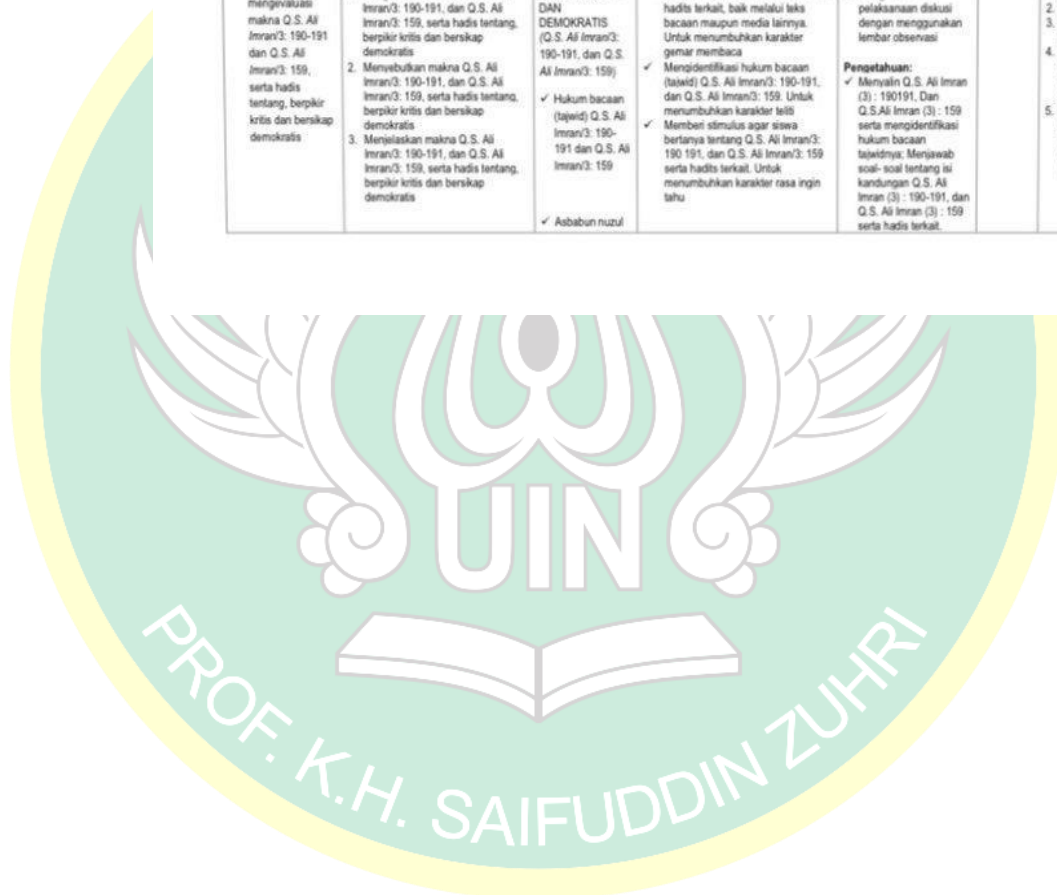 mengevaluasi
makna Q.S. Ali
Imran/3: 190-191
dan Q.S. Ali
Imran/3: 159,
serta hadis
tentang, berpikir
kritis dan bersikap
demokratis
Imran/3: 190-191, dan Q.S. Ali
Imran/3: 159, serta hadis tentang,
berpikir kritis dan bersikap
demokratis
2. Menyebutkan makna Q.S. Ali
Imran/3: 190-191, dan Q.S. Ali
Imran/3: 159, serta hadis tentang,
berpikir kritis dan bersikap
demokratis
3. Menjelaskan makna Q.S. Ali
Imran/3: 190-191, dan Q.S. Ali
Imran/3: 159, serta hadis tentang,
berpikir kritis dan bersikap
demokratis
DAN
DEMOKRATIS
(Q.S. Ali Imran/3:
190-191, dan Q.S.
Ali Imran/3: 159)
✓ Hukum bacaan
(tajwid) Q.S. Ali
Imran/3: 190-
191 dan Q.S. Ali
Imran/3: 159
✓ Asbabun nuzul
hadits terkait, baik melalui teks
bacaan maupun media lainnya.
Untuk menumbuhkan karakter
gemar membaca
✓ Mengidentifikasi hukum bacaan
(tajwid) Q.S. Ali Imran/3: 190-191,
dan Q.S. Ali Imran/3: 159. Untuk
menumbuhkan karakter teliti
✓ Memberi stimulus agar siswa
bertanya tentang Q.S. Ali Imran/3:
190 191, dan Q.S. Ali Imran/3: 159
serta hadits terkait. Untuk
menumbuhkan karakter rasa ingin
tahu
pelaksanaan diskusi
dengan menggunakan
lembar observasi
Pengetahuan:
✓ Menyalin Q.S. Ali Imran
(3) : 190191, Dan
Q.S.Ali Imran (3) : 159
serta mengidentifikasi
hukum bacaan
tajwidnya; Menjawab
soal- soal tentang isi
kandungan Q.S. Ali
Imran (3) : 190-191, dan
Q.S. Ali Imran (3) : 159
serta hadis terkait.
2.
3.
4.
5.
UIN
PROF. K.H. SAIFUDDIN ZUHRI